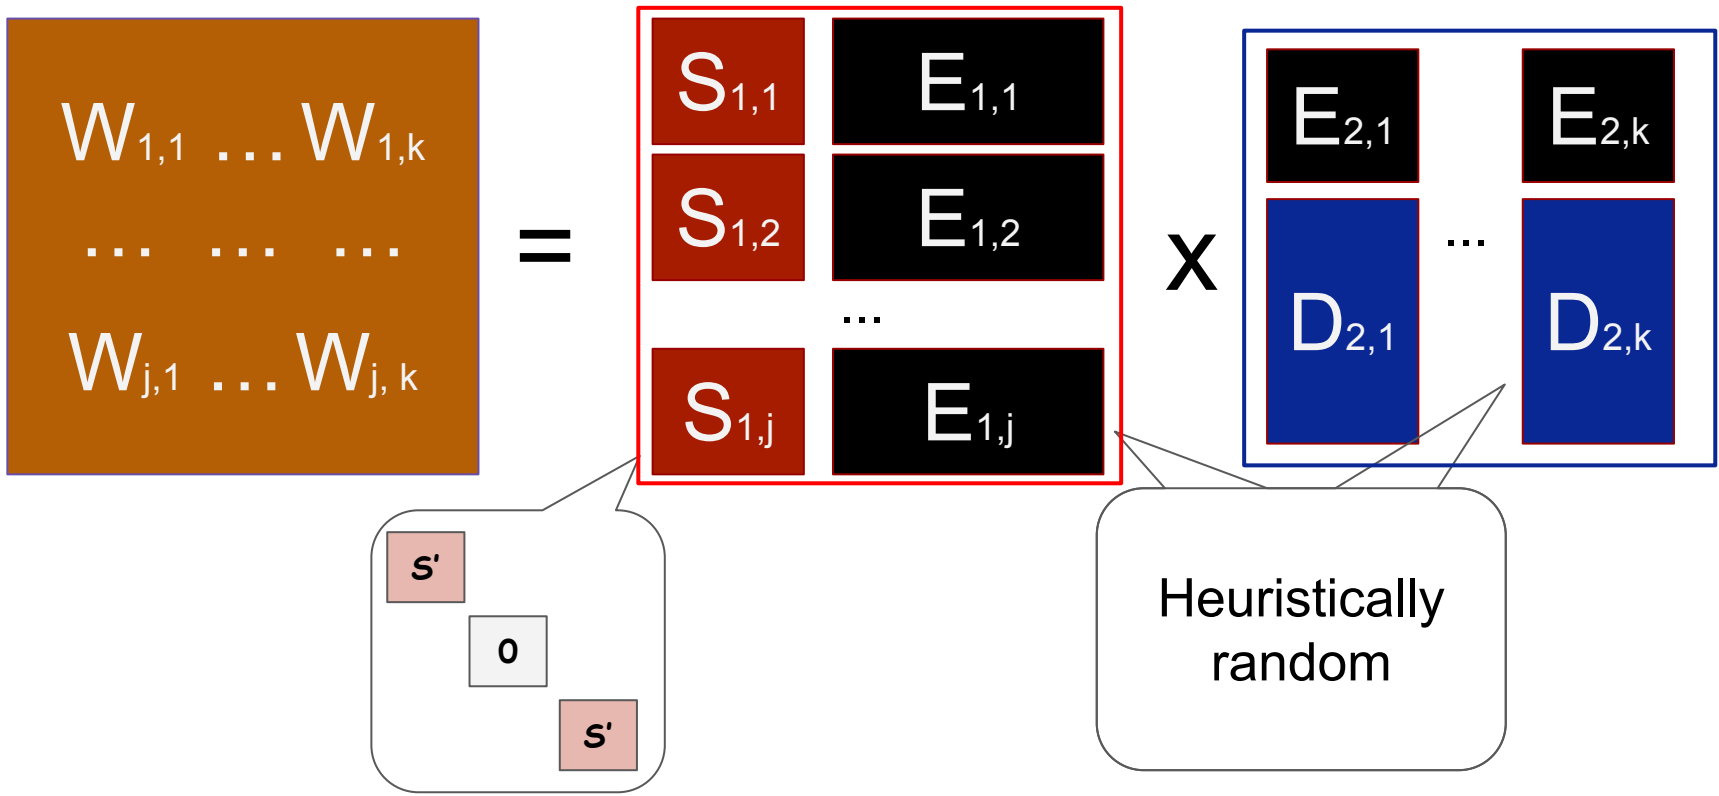 W1,1 ... W1,k
... ... ...
Wj,1 ... Wj, k
=
S1,1 E1,1
S1,2 E1,2
...
S1,j E1,j
x
E2,1 ... E2,k
D2,1 D2,k
S'
0
S'
Heuristically
random